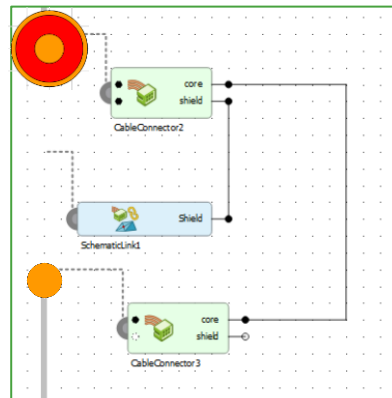 core
shield
CableConnector2
Shield
SchematicLink1
core
shield
CableConnector3